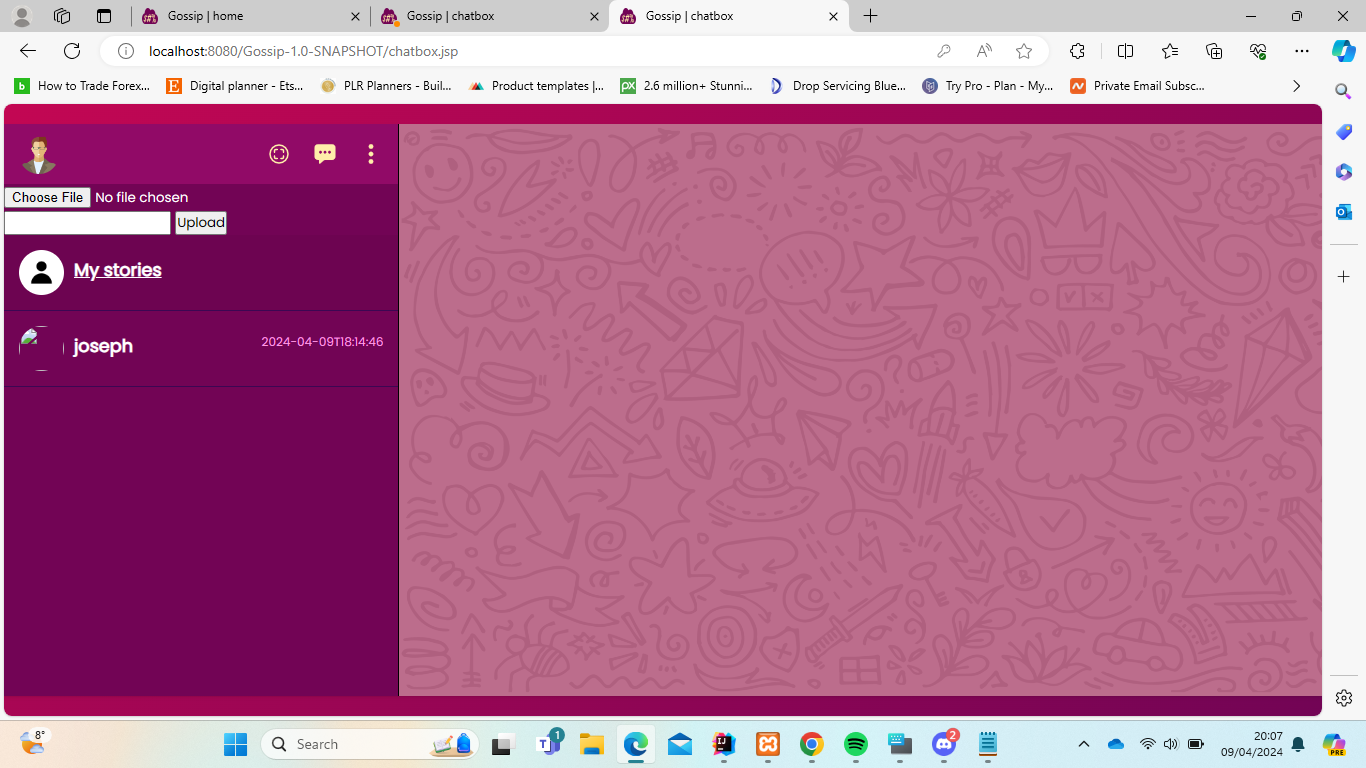 Gossip | home
Gossip | chatbox
Gossip | chatbox
localhost:8080/Gossip-1.0-SNAPSHOT/chatbox.jsp
How to Trade Forex...
Digital planner - Ets...
PLR Planners - Buil...
Product templates |...
2.6 million+ Stunni...
Drop Servicing Blue...
Try Pro - Plan - My...
Private Email Subsc...
Choose File No file chosen
Upload
My stories
joseph
2024-04-09T18:14:46
8°
Search
1
2
20:07
09/04/2024
PRE